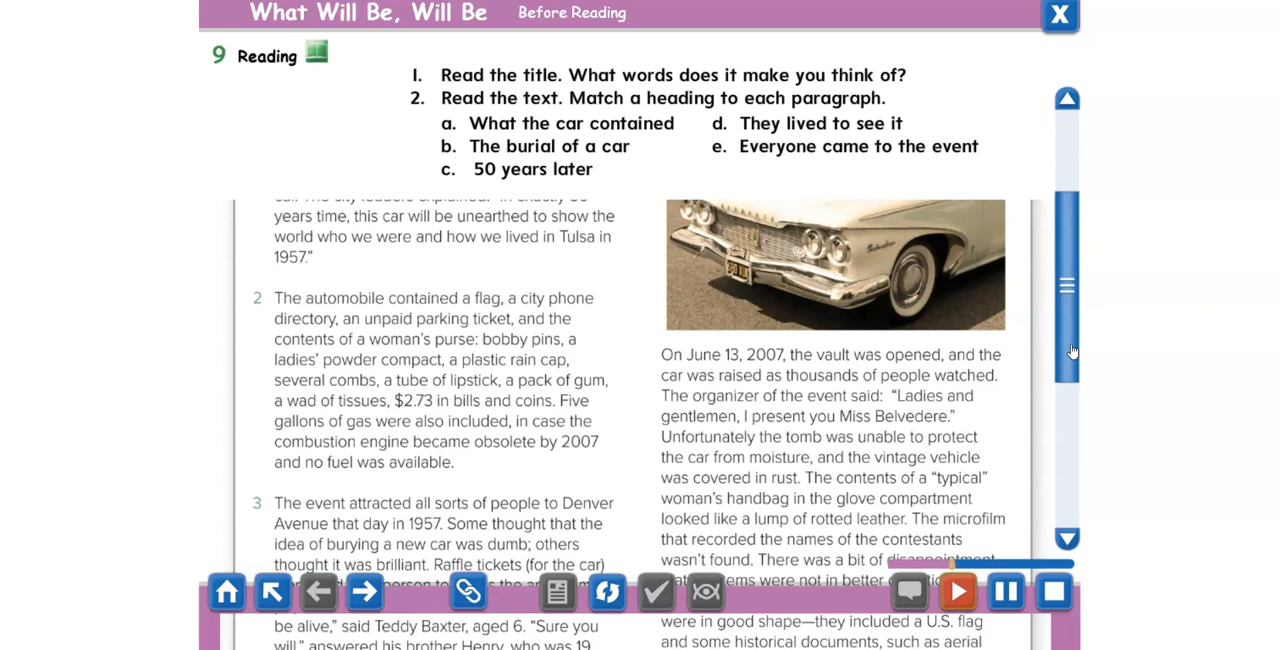 What Will Be, Will Be Before Reading
X
9 Reading
1. Read the title. What words does it make you think of?
2. Read the text. Match a heading to each paragraph.
a. What the car contained
d. They lived to see it
b. The burial of a car
e. Everyone came to the event
c. 50 years later
years time, this car will be unearthed to show the
world who we were and how we lived in Tulsa in
1957.”
2 The automobile contained a flag, a city phone
directory, an unpaid parking ticket, and the
contents of a woman’s purse: bobby pins, a
ladies’ powder compact, a plastic rain cap,
several combs, a tube of lipstick, a pack of gum,
a wad of tissues, $2.73 in bills and coins. Five
gallons of gas were also included, in case the
combustion engine became obsolete by 2007
and no fuel was available.
3 The event attracted all sorts of people to Denver
Avenue that day in 1957. Some thought that the
idea of burying a new car was dumb; others
thought it was brilliant. Raffle tickets (for the car)
be alive,” said Teddy Baxter, aged 6. “Sure you
will,” answered his brother Henry, who was 19
On June 13, 2007, the vault was opened, and the
car was raised as thousands of people watched.
The organizer of the event said: “Ladies and
gentlemen, I present you Miss Belvedere.”
Unfortunately the tomb was unable to protect
the car from moisture, and the vintage vehicle
was covered in rust. The contents of a “typical”
woman’s handbag in the glove compartment
looked like a lump of rotted leather. The microfilm
that recorded the names of the contestants
wasn’t found. There was a bit of disappointment
were not in better
were in good shape—they included a U.S. flag
and some historical documents, such as aerial